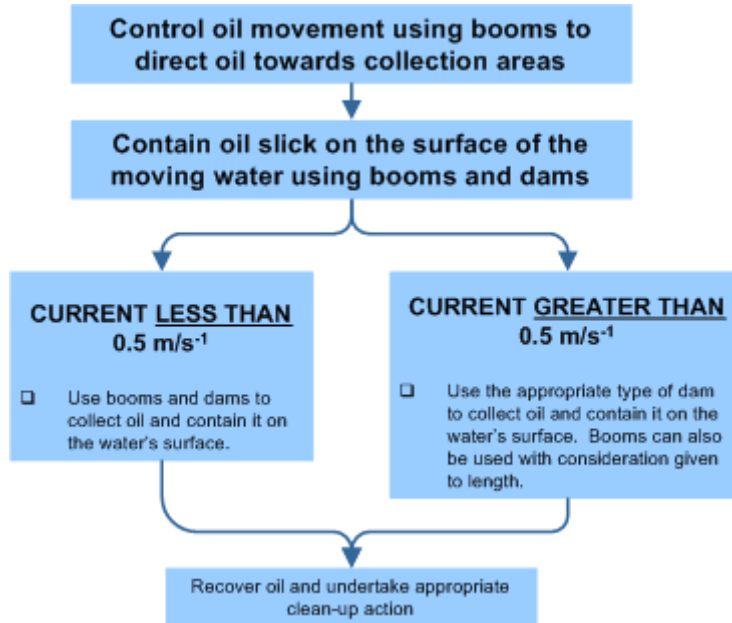 Control oil movement using booms to
direct oil towards collection areas
Contain oil slick on the surface of the
moving water using booms and dams
CURRENT LESS THAN
0.5 m/s⁻¹
❑ Use booms and dams to
collect oil and contain it on
the water's surface.
CURRENT GREATER THAN
0.5 m/s⁻¹
❑ Use the appropriate type of dam
to collect oil and contain it on the
water's surface. Booms can also
be used with consideration given
to length.
Recover oil and undertake appropriate
clean-up action